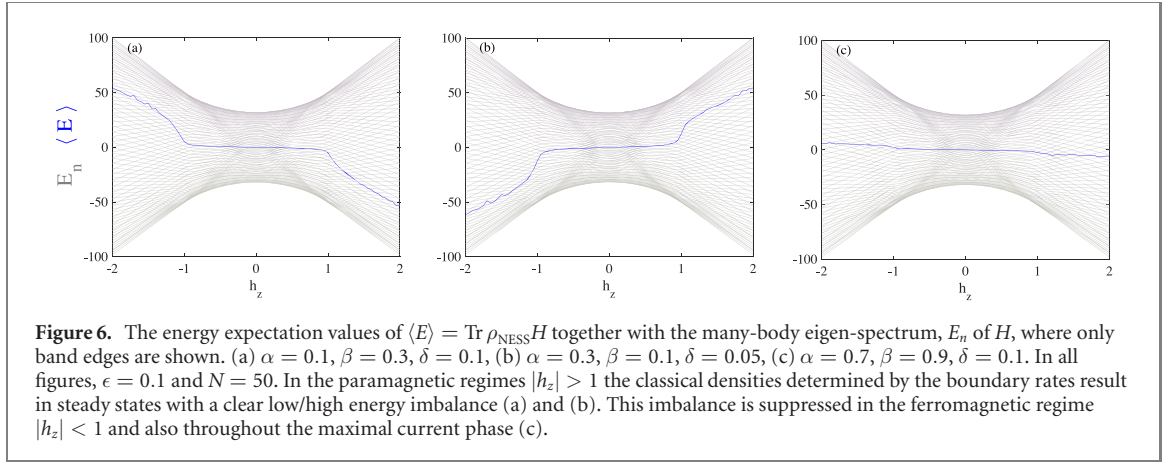 (a)
(b)
(c)
100
50
0
-50
-100
-2
-1
0
1
2
h_z
E_n ⟨E⟩
100
50
0
-50
-100
-2
-1
0
1
2
h_z
100
50
0
-50
-100
-2
-1
0
1
2
h_z
Figure 6. The energy expectation values of ⟨E⟩ = Tr ρ_NESS H together with the many-body eigen-spectrum, E_n of H, where only
band edges are shown. (a) α = 0.1, β = 0.3, δ = 0.1, (b) α = 0.3, β = 0.1, δ = 0.05, (c) α = 0.7, β = 0.9, δ = 0.1. In all
figures, ϵ = 0.1 and N = 50. In the paramagnetic regimes |h_z| > 1 the classical densities determined by the boundary rates result
in steady states with a clear low/high energy imbalance (a) and (b). This imbalance is suppressed in the ferromagnetic regime
|h_z| < 1 and also throughout the maximal current phase (c).